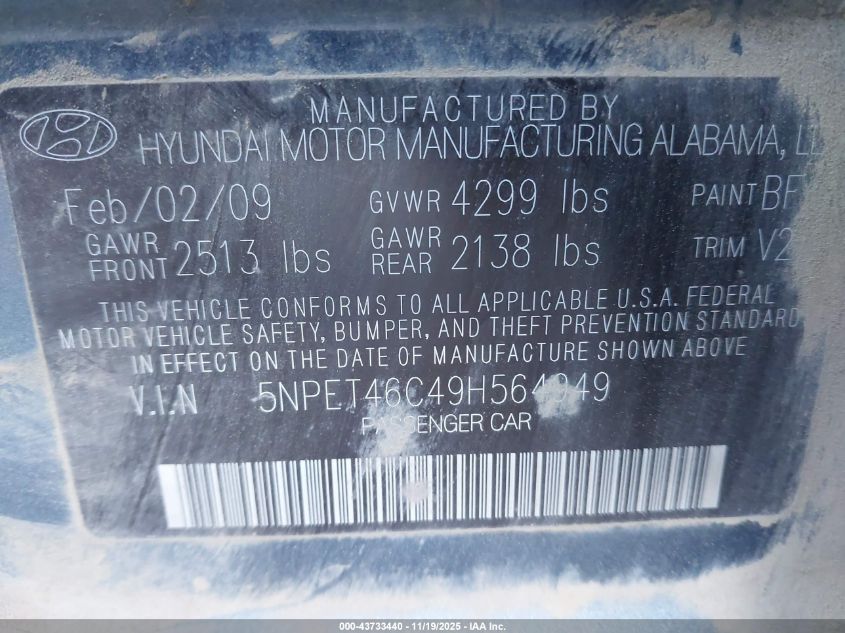 MANUFACTURED BY
HYUNDAI MOTOR MANUFACTURING ALABAMA, LL
Feb/02/09 GVWR 4299 lbs PAINT BF
GAWR FRONT 2513 lbs GAWR REAR 2138 lbs TRIM V2
THIS VEHICLE CONFORMS TO ALL APPLICABLE U.S.A. FEDERAL
MOTOR VEHICLE SAFETY, BUMPER, AND THEFT PREVENTION STANDARD
IN EFFECT ON THE DATE OF MANUFACTURE SHOWN ABOVE
V.I.N 5NPET46C49H564949
PASSENGER CAR
000-43733440 - 11/19/2025 - IAA Inc.